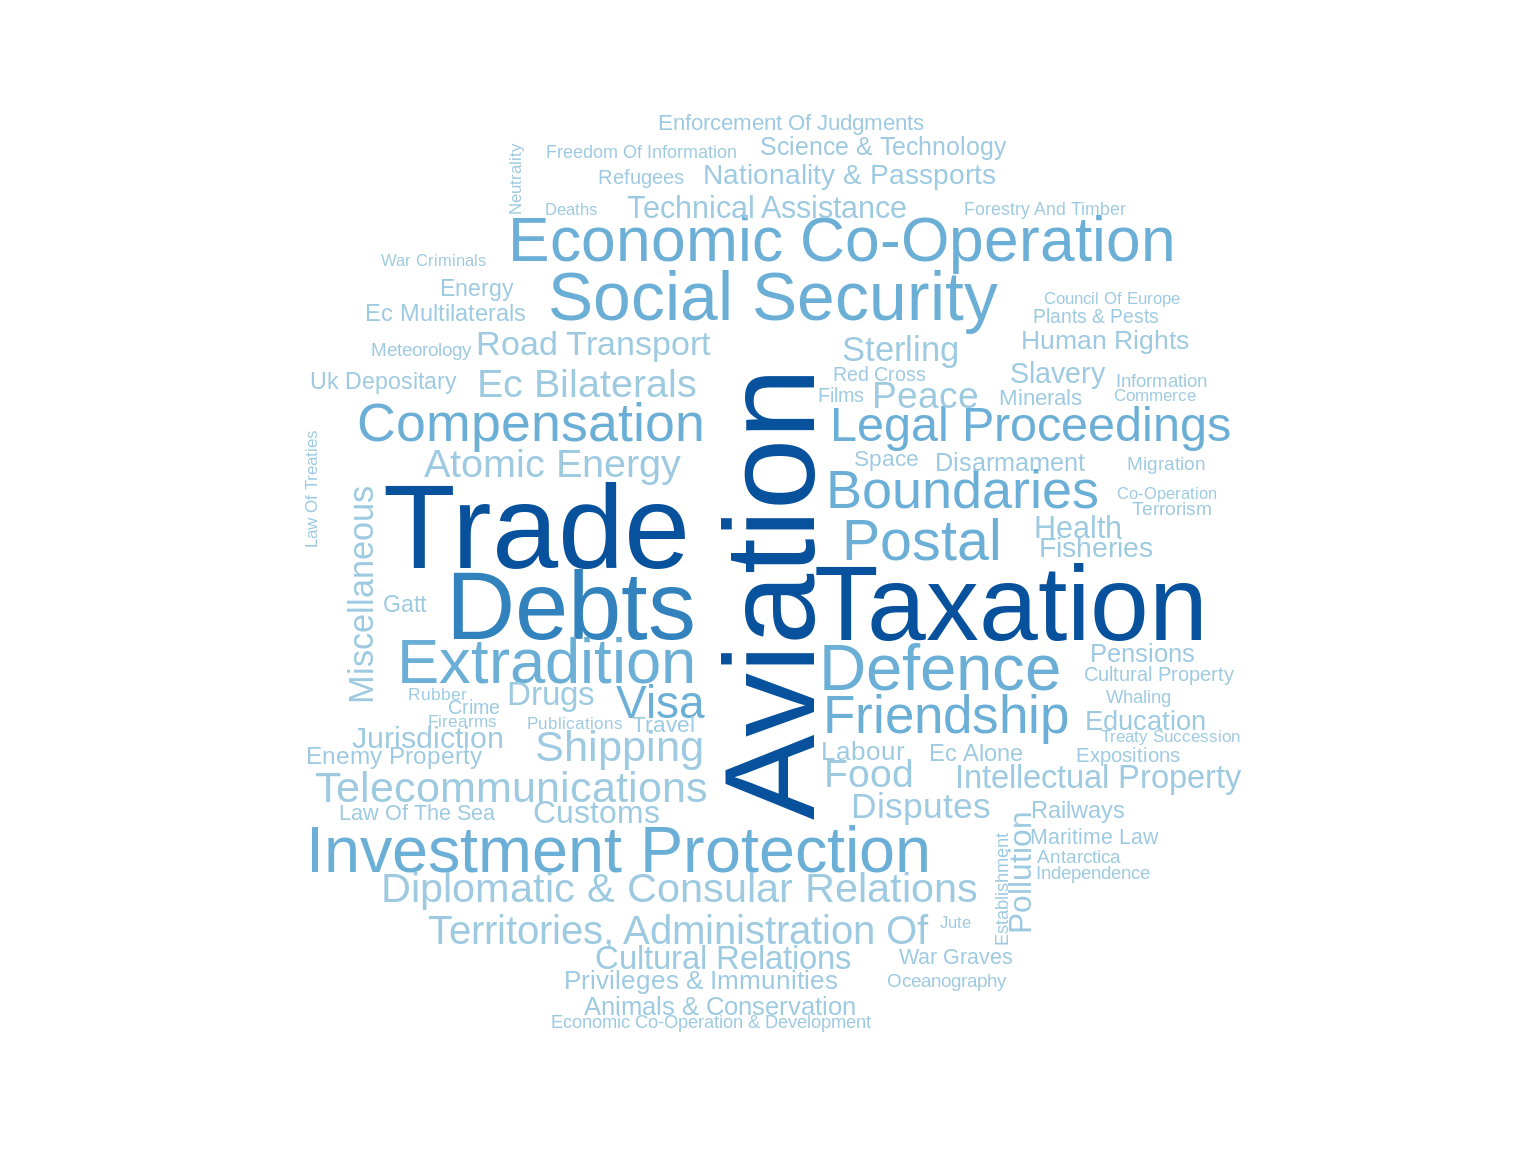 Enforcement Of Judgments
Neutrality
Freedom Of Information
Science & Technology
Refugees
Nationality & Passports
Deaths
Technical Assistance
Forestry And Timber
Economic Co-Operation
War Criminals
Social Security
Energy
Council Of Europe
Ec Multilaterals
Plants & Pests
Road Transport
Meteorology
Sterling
Human Rights
Uk Depositary
Ec Bilaterals
Red Cross
Slavery
Information
Films
Peace
Minerals
Commerce
Compensation
Legal Proceedings
Law Of Treaties
Atomic Energy
Space
Disarmament
Migration
Trade
Aviation
Boundaries
Co-Operation
Terrorism
Miscellaneous
Postal
Health
Fisheries
Gatt
Debts
Taxation
Extradition
Defence
Pensions
Cultural Property
Rubber
Drugs
Visa
Whaling
Crime
Firearms
Publications
Travel
Friendship
Education
Treaty Succession
Jurisdiction
Enemy Property
Shipping
Labour
Ec Alone
Expositions
Telecommunications
Food
Intellectual Property
Law Of The Sea
Customs
Disputes
Railways
Investment Protection
Establishment
Pollution
Maritime Law
Antarctica
Independence
Diplomatic & Consular Relations
Territories, Administration Of
Jute
Cultural Relations
War Graves
Privileges & Immunities
Oceanography
Animals & Conservation
Economic Co-Operation & Development